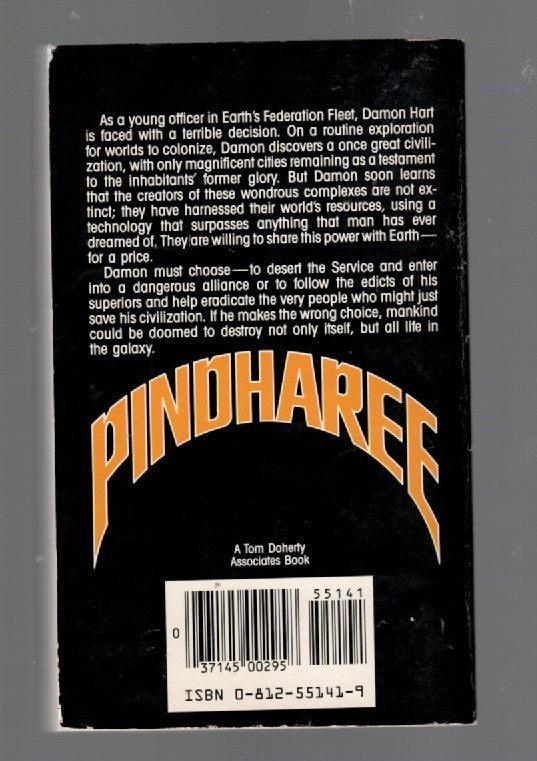 As a young officer in Earth's Federation Fleet, Damon Hart
is faced with a terrible decision. On a routine exploration
for worlds to colonize, Damon discovers a once great civili-
zation, with only magnificent cities remaining as a testament
to the inhabitants' former glory. But Damon soon learns
that the creators of these wondrous complexes are not ex-
tinct; they have harnessed their world's resources, using a
technology that surpasses anything that man has ever
dreamed of. They are willing to share this power with Earth—
for a price.
Damon must choose—to desert the Service and enter
into a dangerous alliance or to follow the edicts of his
superiors and help eradicate the very people who might just
save his civilization. If he makes the wrong choice, mankind
could be doomed to destroy not only itself, but all life in
the galaxy.
PINDHAREE
A Tom Doherty
Associates Book
55141
0
37145 00295
ISBN 0-812-55141-9